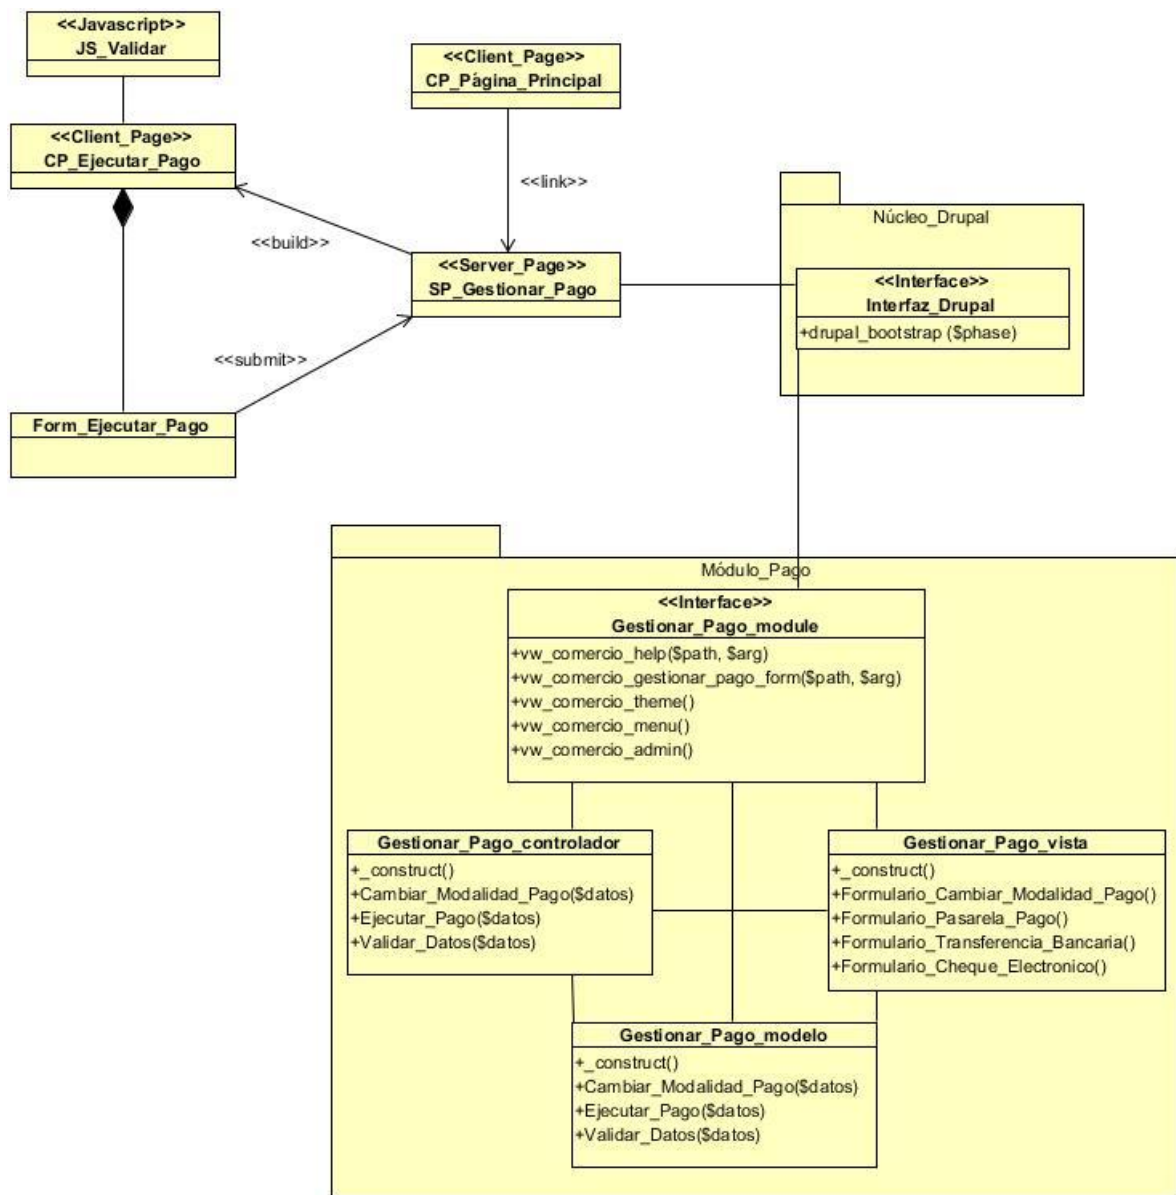 <<Javascript>>
JS_Validar
<<Client_Page>>
CP_Página_Principal
<<Client_Page>>
CP_Ejecutar_Pago
<<link>>
<<build>>
Núcleo_Drupal
<<Server_Page>>
SP_Gestionar_Pago
<<Interface>>
Interfaz_Drupal
+drupal_bootstrap ($phase)
<<submit>>
Form_Ejecutar_Pago
Módulo_Pago
<<Interface>>
Gestionar_Pago_module
+vw_comercio_help($path, $arg)
+vw_comercio_gestionar_pago_form($path, $arg)
+vw_comercio_theme()
+vw_comercio_menu()
+vw_comercio_admin()
Gestionar_Pago_controlador
+_construct()
+Cambiar_Modalidad_Pago($datos)
+Ejecutar_Pago($datos)
+Validar_Datos($datos)
Gestionar_Pago_vista
+_construct()
+Formulario_Cambiar_Modalidad_Pago()
+Formulario_Pasarela_Pago()
+Formulario_Transferencia_Bancaria()
+Formulario_Cheque_Electronico()
Gestionar_Pago_modelo
+_construct()
+Cambiar_Modalidad_Pago($datos)
+Ejecutar_Pago($datos)
+Validar_Datos($datos)